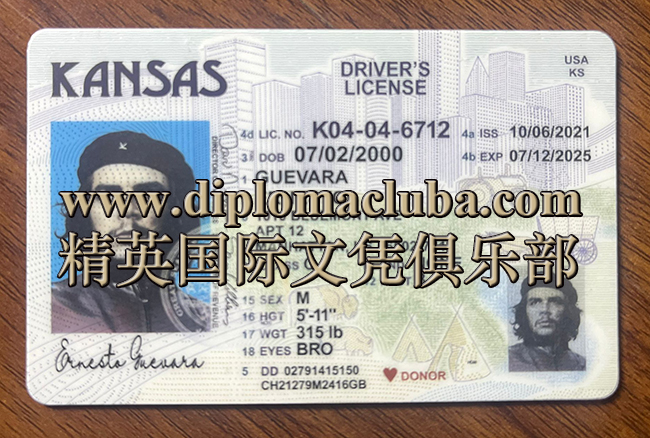 KANSAS
DRIVER'S LICENSE
USA
KS
4d LIC. NO. K04-04-6712 4a ISS 10/06/2021
3 DOB 07/02/2000 4b EXP 07/12/2025
1 GUEVARA
www.diplomacluba.com
APT 12
精英国际文凭俱乐部
15 SEX M
16 HGT 5'-11"
17 WGT 315 lb
18 EYES BRO
5 DD 02791415150
CH21279M2416GB
DONOR
Ernesto Guevara